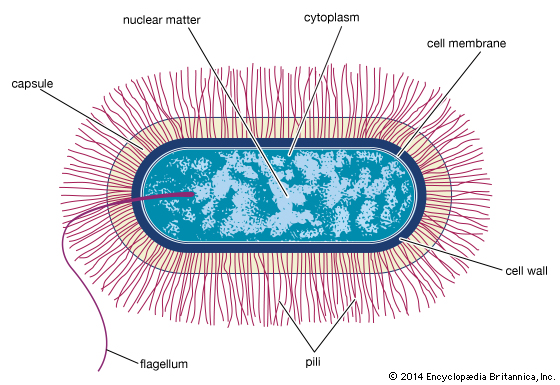 nuclear matter
cytoplasm
cell membrane
capsule
cell wall
pili
flagellum
© 2014 Encyclopædia Britannica, Inc.